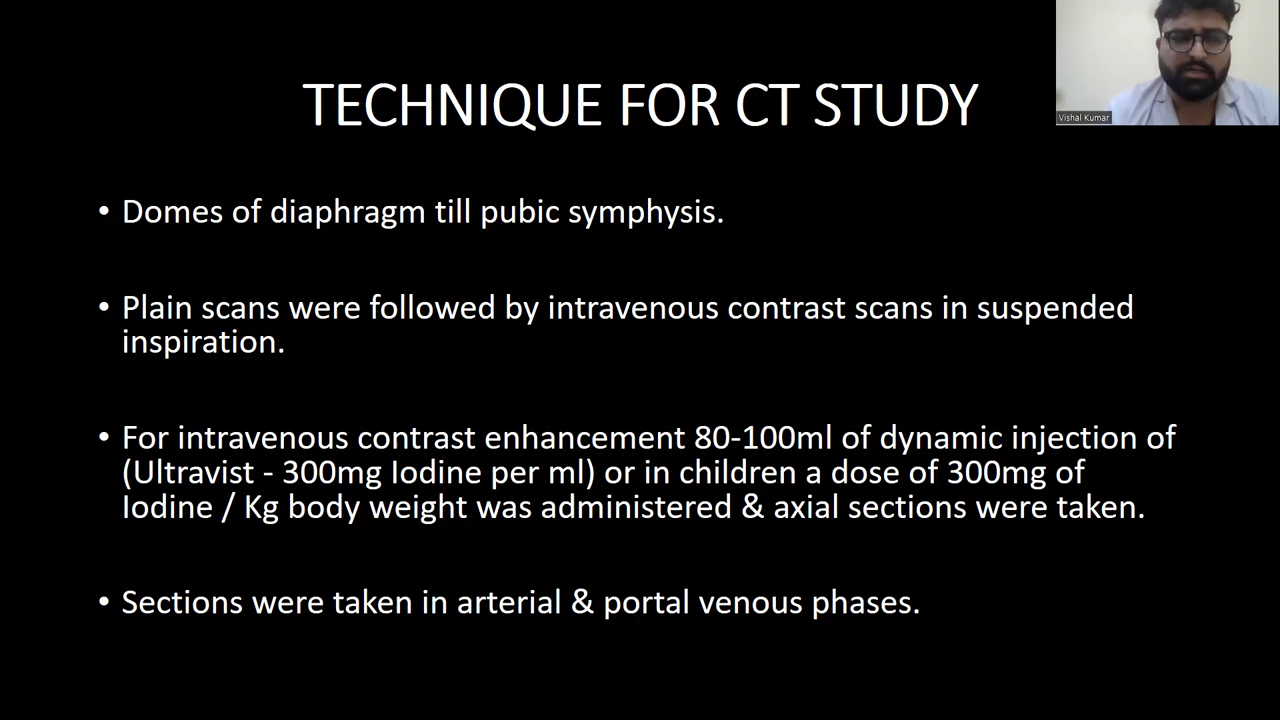 TECHNIQUE FOR CT STUDY
Vishal Kumar
• Domes of diaphragm till pubic symphysis.
• Plain scans were followed by intravenous contrast scans in suspended
inspiration.
• For intravenous contrast enhancement 80-100ml of dynamic injection of
(Ultravist - 300mg Iodine per ml) or in children a dose of 300mg of
Iodine / Kg body weight was administered & axial sections were taken.
• Sections were taken in arterial & portal venous phases.